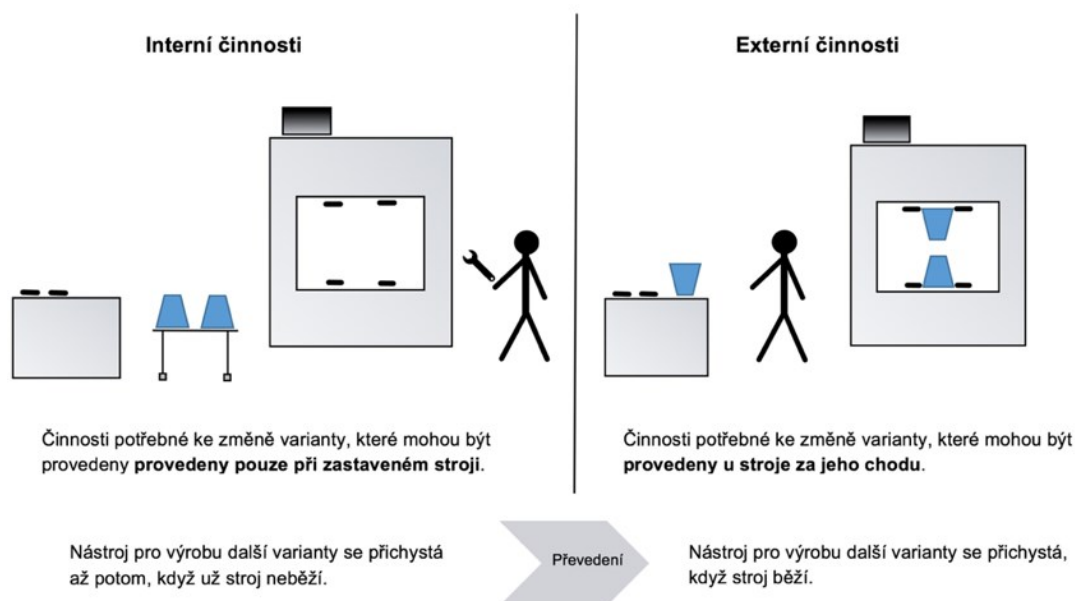 Interní činnosti
Externí činnosti
Činnosti potřebné ke změně varianty, které mohou být
provedeny provedeny pouze při zastaveném stroji.
Činnosti potřebné ke změně varianty, které mohou být
provedeny u stroje za jeho chodu.
Nástroj pro výrobu další varianty se přichystá
až potom, když už stroj neběží.
Převedení
Nástroj pro výrobu další varianty se přichystá,
když stroj běží.